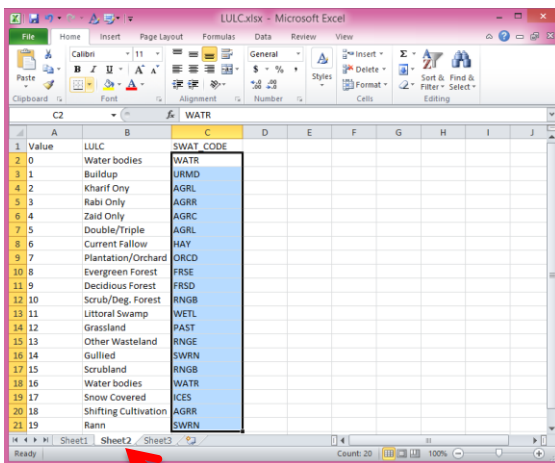 LULC.xlsx - Microsoft Excel
File Home Insert Page Layout Formulas Data Review View
Calibri 11 General Insert Σ
Paste B I U A A $ % , Styles Delete Sort & Find &
A Format Filter Select
Clipboard Font Alignment Number Cells Editing
C2 fx WATR
A B C D E F G H I J
1 Value LULC SWAT_CODE
2 0 Water bodies WATR
3 1 Buildup URMD
4 2 Kharif Ony AGRL
5 3 Rabi Only AGRR
6 4 Zaid Only AGRC
7 5 Double/Triple AGRL
8 6 Current Fallow HAY
9 7 Plantation/Orchard ORCD
10 8 Evergreen Forest FRSE
11 9 Decidious Forest FRSD
12 10 Scrub/Deg. Forest RNGB
13 11 Littoral Swamp WETL
14 12 Grassland PAST
15 13 Other Wasteland RNGE
16 14 Gullied SWRN
17 15 Scrubland RNGB
18 16 Water bodies WATR
19 17 Snow Covered ICES
20 18 Shifting Cultivation AGRR
21 19 Rann SWRN
Sheet1 Sheet2 Sheet3
Ready Count: 20 100%